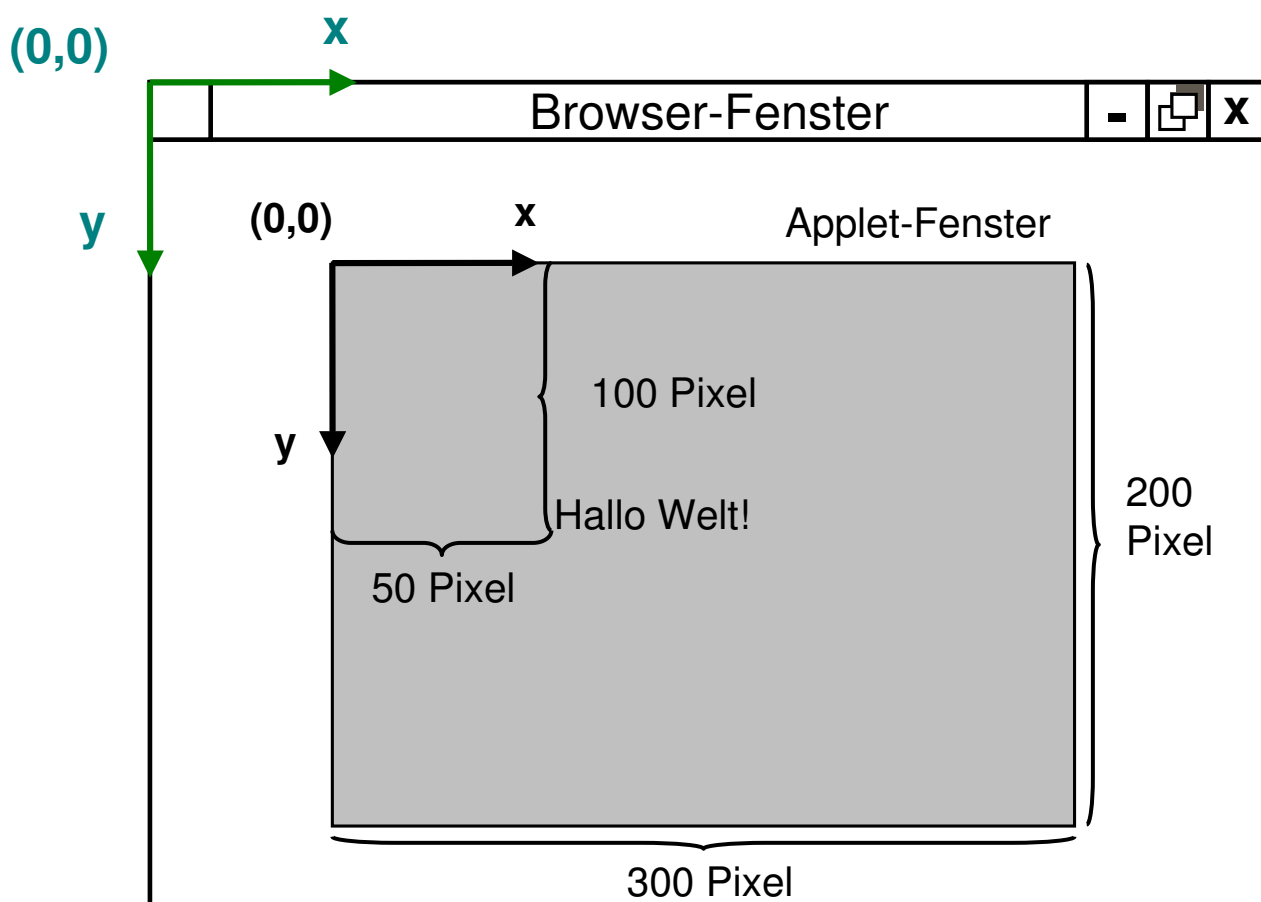 (0,0)
x
Browser-Fenster
-
x
y
(0,0)
x
Applet-Fenster
100 Pixel
y
200
Pixel
Hallo Welt!
50 Pixel
300 Pixel